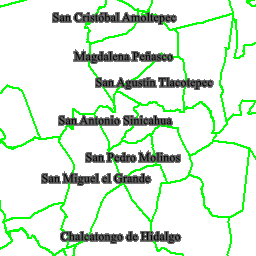 San Cristóbal Amoltepec
Magdalena Peñasco
San Agustín Tlacotepec
San Antonio Sinicahua
San Pedro Molinos
San Miguel el Grande
Chalcatongo de Hidalgo